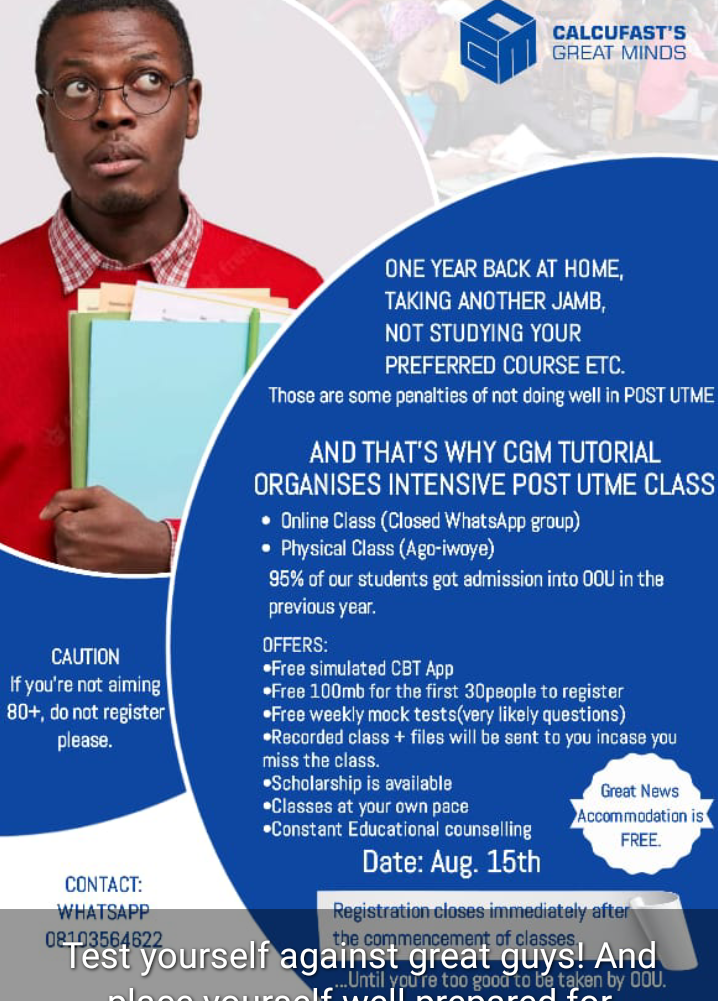 CALCUFAST'S
GREAT MINDS
ONE YEAR BACK AT HOME,
TAKING ANOTHER JAMB,
NOT STUDYING YOUR
PREFERRED COURSE ETC.
Those are some penalties of not doing well in POST UTME
AND THAT'S WHY CGM TUTORIAL
ORGANISES INTENSIVE POST UTME CLASS
• Online Class (Closed WhatsApp group)
• Physical Class (Ago-iwoye)
95% of our students got admission into OOU in the
previous year.
OFFERS:
•Free simulated CBT App
•Free 100mb for the first 30people to register
•Free weekly mock tests(very likely questions)
•Recorded class + files will be sent to you incase you
miss the class.
•Scholarship is available
•Classes at your own pace
•Constant Educational counselling
Great News
Accommodation is
FREE.
Date: Aug. 15th
CAUTION
If you're not aiming
80+, do not register
please.
CONTACT:
WHATSAPP
08103564622
Registration closes immediately after
the commencement of classes
...Until you're too good to be taken by OOU.
Test yourself against great guys! And
place yourself well prepared for